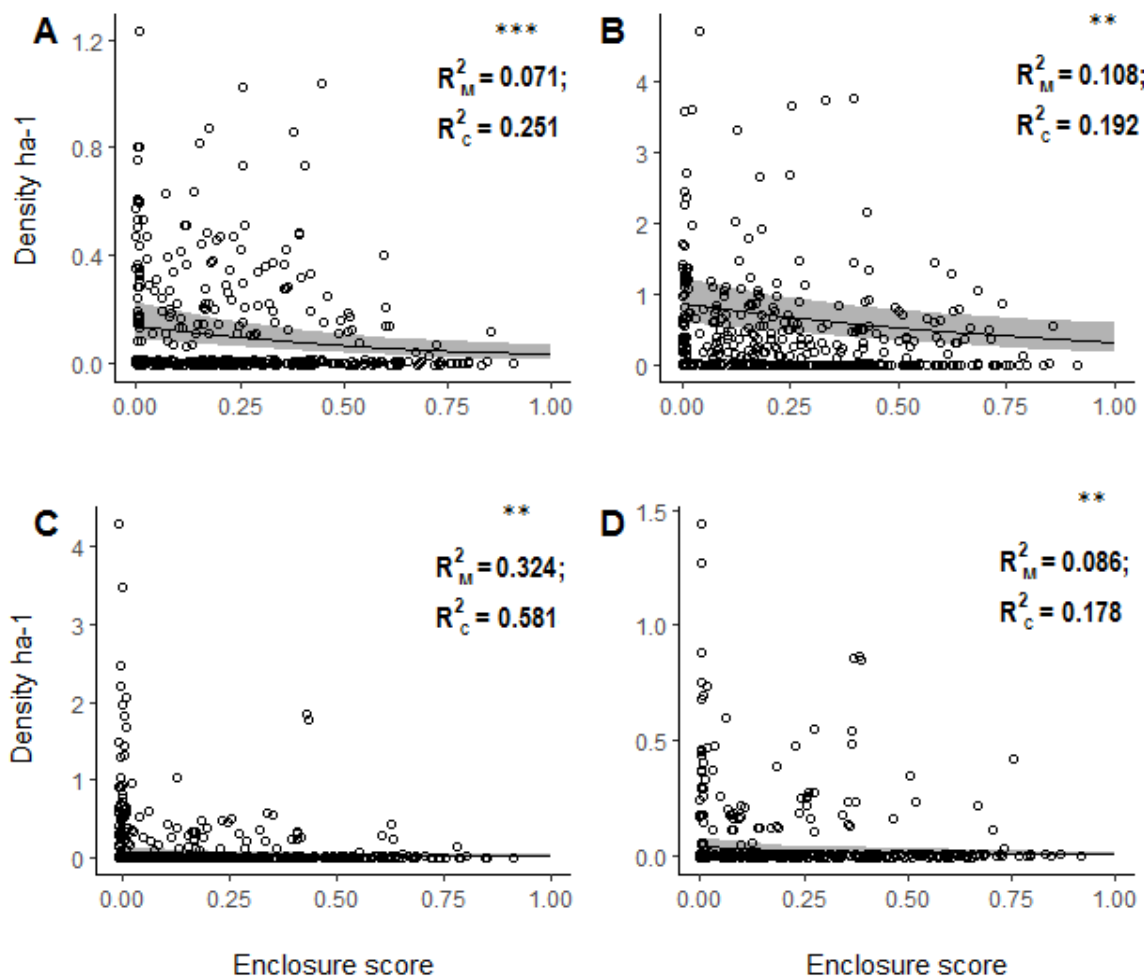 A
***
R²M = 0.071;
R²c = 0.251
Density ha-1
1.2
0.8
0.4
0.0
0.00 0.25 0.50 0.75 1.00
B
**
R²M = 0.108;
R²c = 0.192
4
3
2
1
0
0.00 0.25 0.50 0.75 1.00
C
**
R²M = 0.324;
R²c = 0.581
Density ha-1
4
3
2
1
0
0.00 0.25 0.50 0.75 1.00
Enclosure score
D
**
R²M = 0.086;
R²c = 0.178
1.5
1.0
0.5
0.0
0.00 0.25 0.50 0.75 1.00
Enclosure score